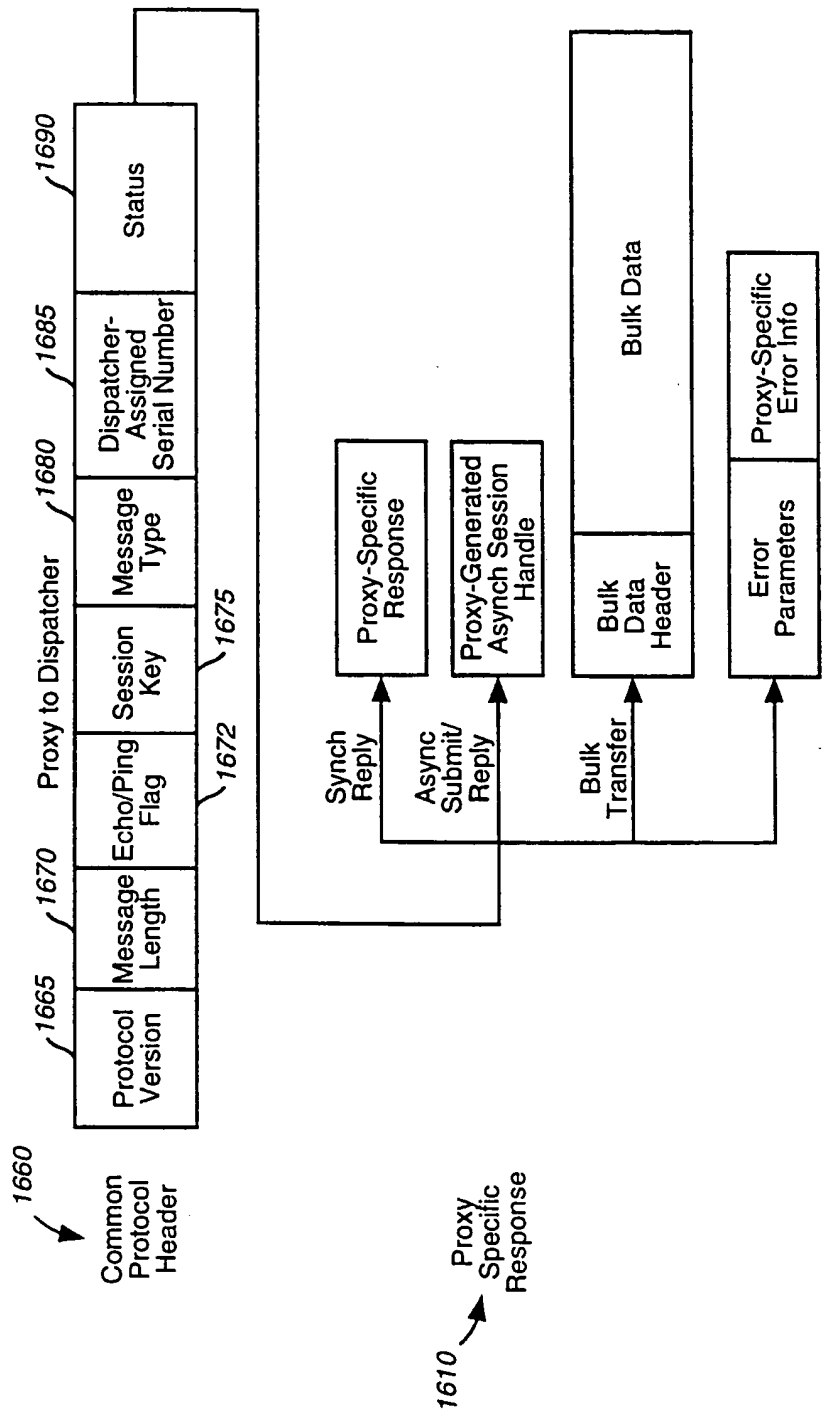 Proxy to Dispatcher
1660
Common
Protocol
Header
1665
Protocol
Version
1670
Message
Length
Echo/Ping
Flag
1672
Session
Key
1675
1680
Message
Type
1685
Dispatcher-
Assigned
Serial Number
1690
Status
1610
Proxy
Specific
Response
Synch
Reply
Proxy-Specific
Response
Async
Submit/
Reply
Proxy-Generated
Asynch Session
Handle
Bulk
Transfer
Bulk
Data
Header
Bulk Data
Error
Parameters
Proxy-Specific
Error Info